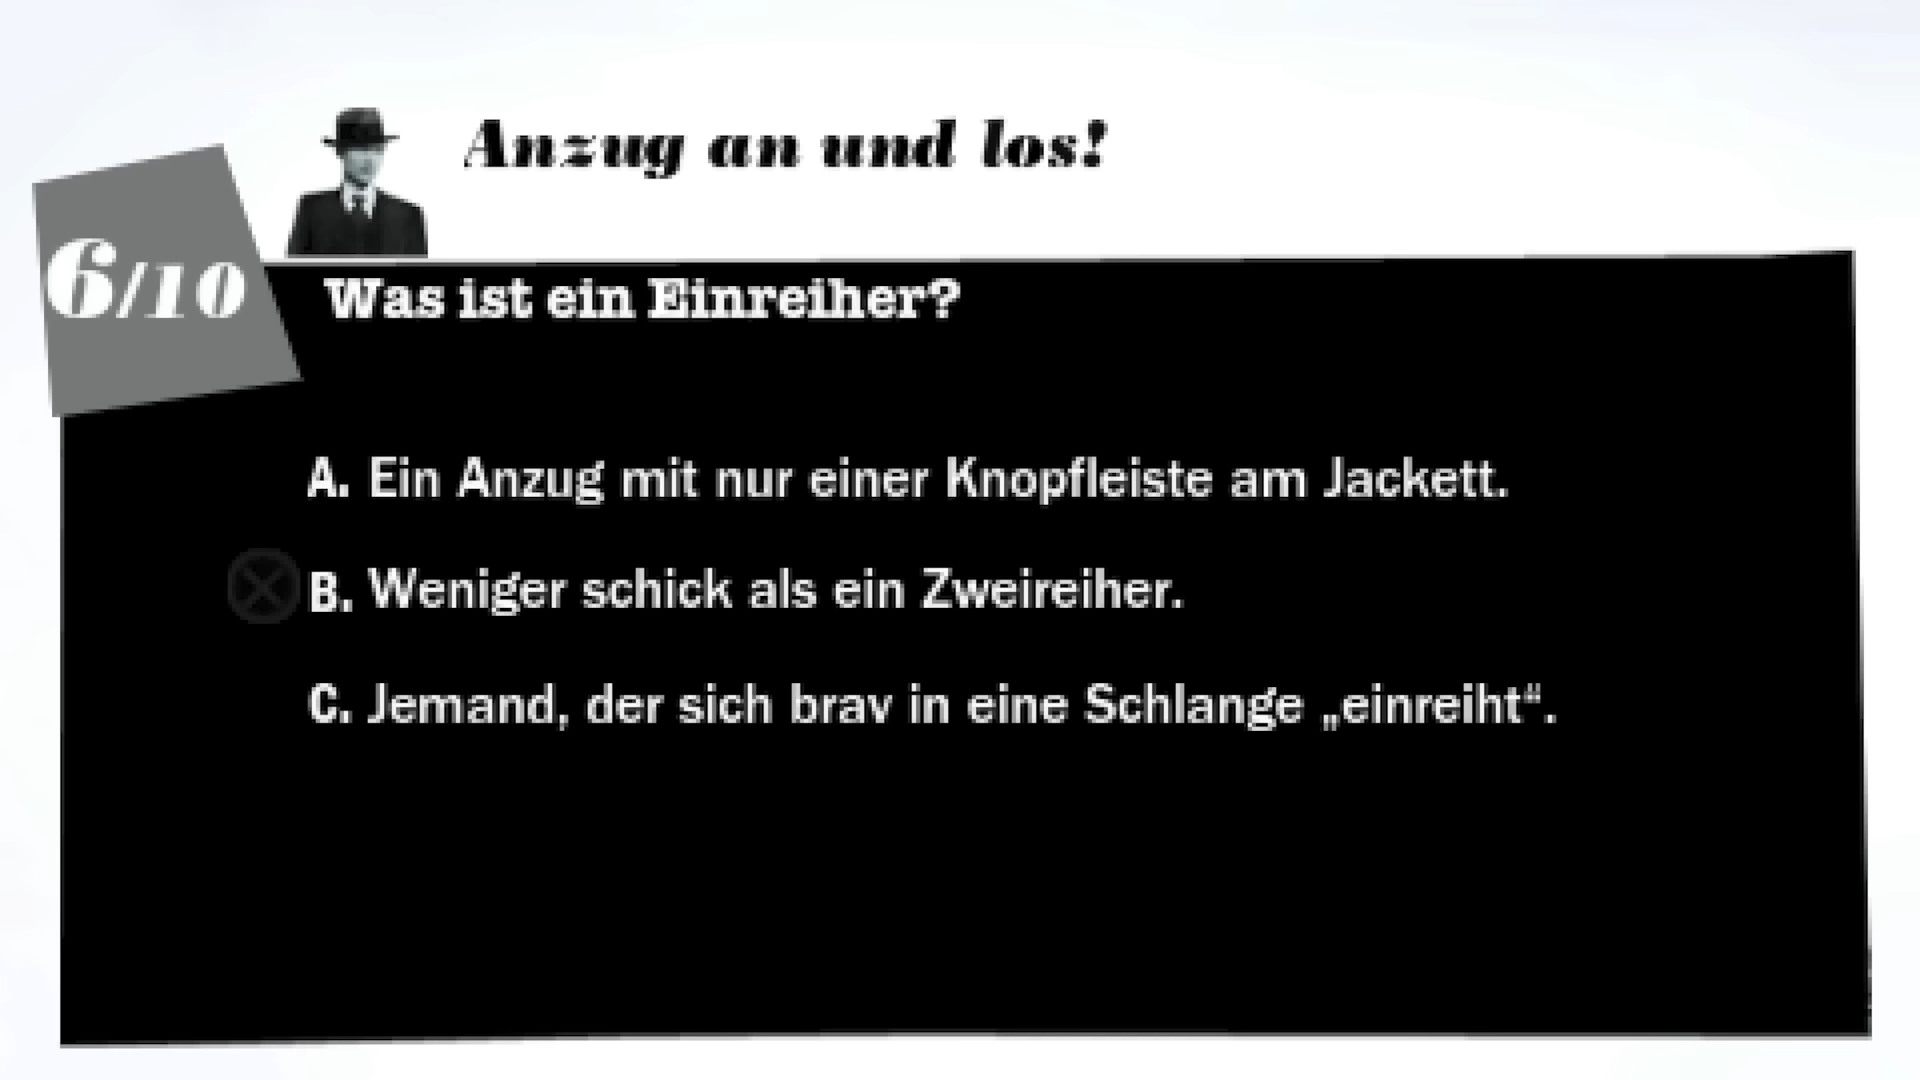 Anzug an und los!
6/10
Was ist ein Einreiher?
A. Ein Anzug mit nur einer Knopfleiste am Jackett.
B. Weniger schick als ein Zweireiher.
C. Jemand, der sich brav in eine Schlange „einreiht“.